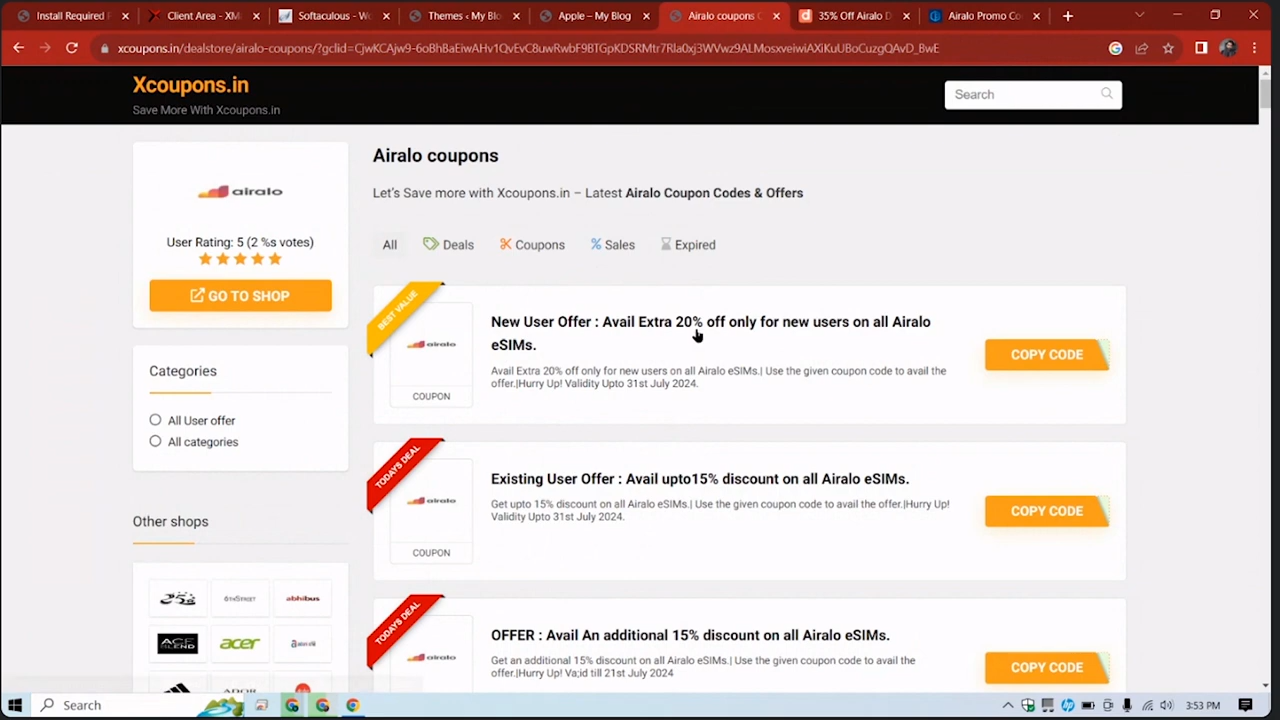 Install Required
Client Area - XM
Softaculous - Wo
Themes ‹ My Blo
Apple – My Blog
Airalo coupons
35% Off Airalo D
Airalo Promo Co
xcoupons.in/dealstore/airalo-coupons/
Xcoupons.in
Save More With Xcoupons.in
Search
airalo
User Rating: 5 (2 %s votes)
GO TO SHOP
Categories
All User offer
All categories
Other shops
6THSTREET
abhibus
ACE
BLEND
acer
Airalo coupons
Let's Save more with Xcoupons.in – Latest Airalo Coupon Codes & Offers
All
Deals
Coupons
Sales
Expired
BEST VALUE
airalo
COUPON
New User Offer : Avail Extra 20% off only for new users on all Airalo
eSIMs.
Avail Extra 20% off only for new users on all Airalo eSIMs.| Use the given coupon code to avail the
offer.|Hurry Up! Validity Upto 31st July 2024.
COPY CODE
TODAYS DEAL
airalo
COUPON
Existing User Offer : Avail upto15% discount on all Airalo eSIMs.
Get upto 15% discount on all Airalo eSIMs.| Use the given coupon code to avail the offer.|Hurry Up!
Validity Upto 31st July 2024.
COPY CODE
TODAYS DEAL
airalo
OFFER : Avail An additional 15% discount on all Airalo eSIMs.
Get an additional 15% discount on all Airalo eSIMs.| Use the given coupon code to avail the
offer.|Hurry Up! Va;id till 21st July 2024
COPY CODE
Search
3:53 PM